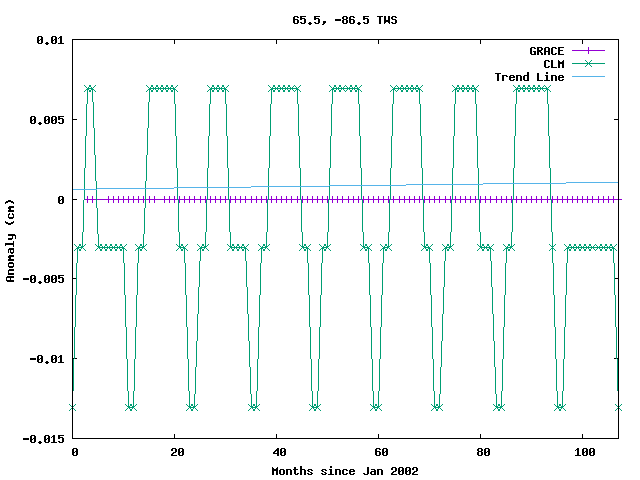 65.5, -86.5 TWS
0.01
GRACE
CLM
Trend Line
0.005
0
Anomaly (cm)
-0.005
-0.01
-0.015
0 20 40 60 80 100
Months since Jan 2002